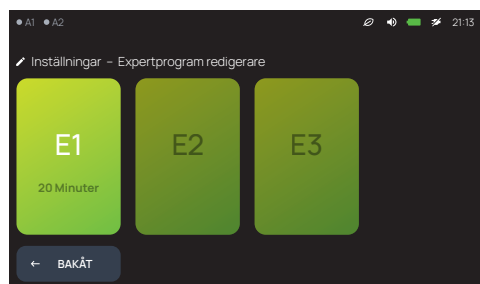 A1 A2 21:13
Inställningar – Expertprogram redigerare
E1 E2 E3
20 Minuter
← BAKÅT